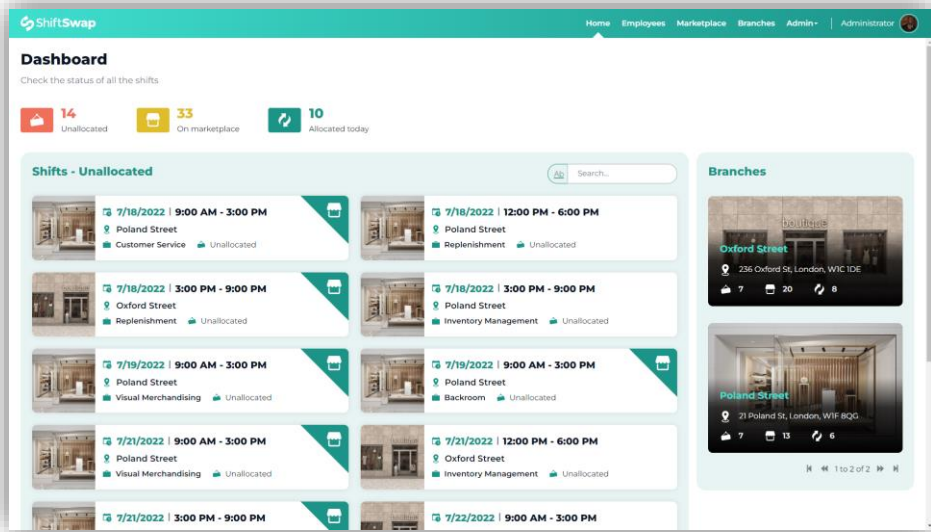 ShiftSwap
Home Employees Marketplace Branches Admin Administrator
Dashboard
Check the status of all the shifts
14
Unallocated
33
On marketplace
10
Allocated today
Shifts - Unallocated
Ab Search...
7/18/2022 | 9:00 AM - 3:00 PM
Poland Street
Customer Service Unallocated
7/18/2022 | 12:00 PM - 6:00 PM
Poland Street
Replenishment Unallocated
7/18/2022 | 3:00 PM - 9:00 PM
Oxford Street
Replenishment Unallocated
7/18/2022 | 3:00 PM - 9:00 PM
Poland Street
Inventory Management Unallocated
7/19/2022 | 9:00 AM - 3:00 PM
Poland Street
Visual Merchandising Unallocated
7/19/2022 | 9:00 AM - 3:00 PM
Poland Street
Backroom Unallocated
7/21/2022 | 9:00 AM - 3:00 PM
Poland Street
Visual Merchandising Unallocated
7/21/2022 | 12:00 PM - 6:00 PM
Oxford Street
Inventory Management Unallocated
7/21/2022 | 3:00 PM - 9:00 PM
7/22/2022 | 9:00 AM - 3:00 PM
Branches
boutique
Oxford Street
236 Oxford St, London, W1C 1DE
7 20 8
Poland Street
21 Poland St, London, W1F 8QG
7 13 6
1 to 2 of 2